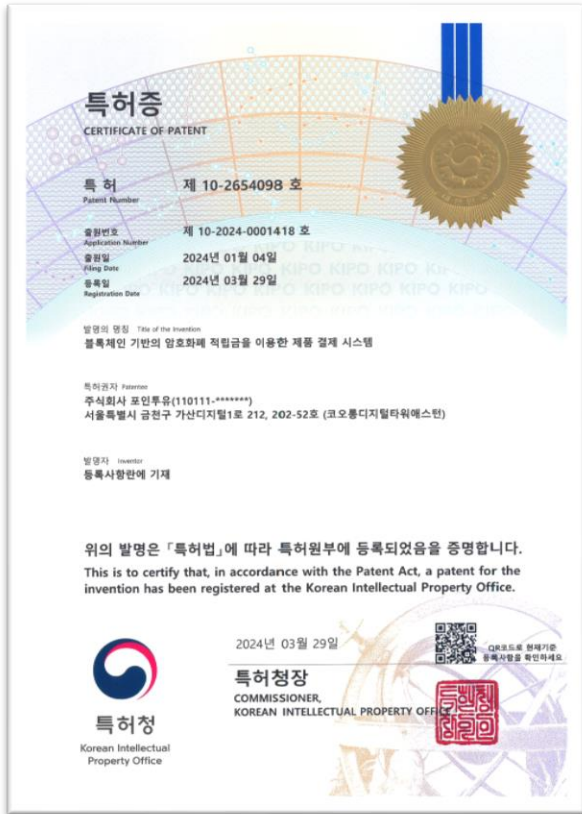 특허증
CERTIFICATE OF PATENT
특 허 제 10-2654098 호
Patent Number
출원번호 제 10-2024-0001418 호
Application Number
출원일 2024년 01월 04일
Filing Date
등록일 2024년 03월 29일
Registration Date
발명의 명칭 Title of the Invention
블록체인 기반의 암호화폐 적립금을 이용한 제품 결제 시스템
특허권자 Patentee
주식회사 포인투유(110111-*******)
서울특별시 금천구 가산디지털1로 212, 202-52호 (코오롱디지털타워애스턴)
발명자 Inventor
등록사항란에 기재
위의 발명은 「특허법」에 따라 특허원부에 등록되었음을 증명합니다.
This is to certify that, in accordance with the Patent Act, a patent for the
invention has been registered at the Korean Intellectual Property Office.
2024년 03월 29일
QR코드로 현재기준
등록사항을 확인하세요
특허청장
COMMISSIONER,
KOREAN INTELLECTUAL PROPERTY OFFICE
특허청
Korean Intellectual
Property Office